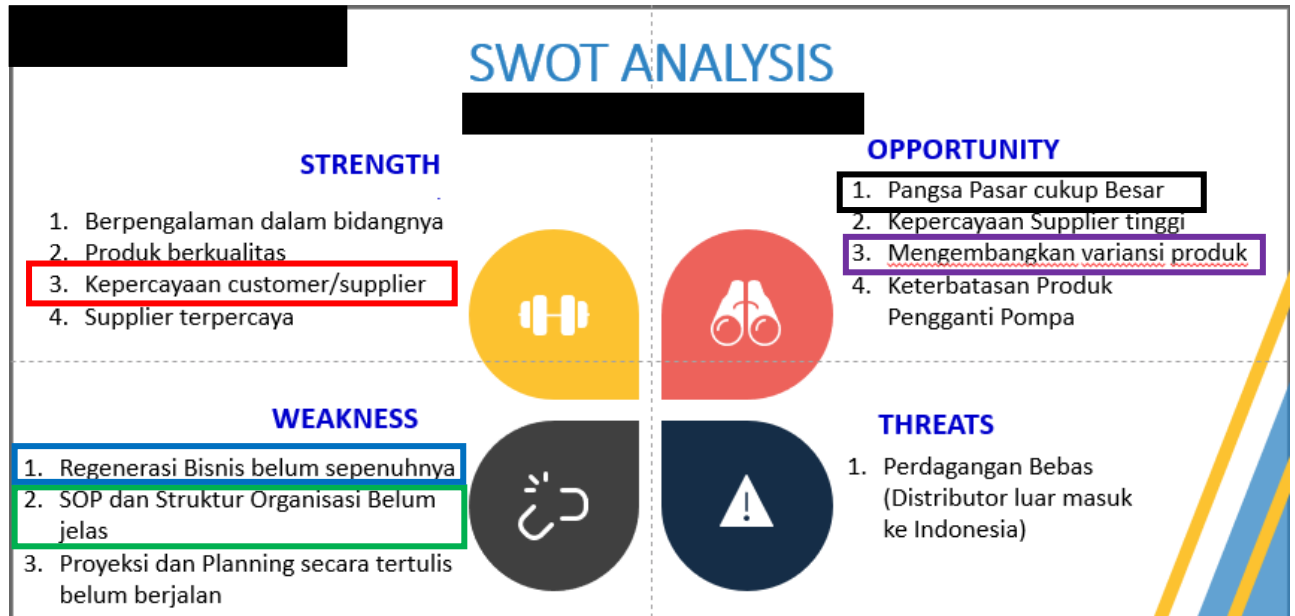 SWOT ANALYSIS
STRENGTH
1. Berpengalaman dalam bidangnya
2. Produk berkualitas
3. Kepercayaan customer/supplier
4. Supplier terpercaya
OPPORTUNITY
1. Pangsa Pasar cukup Besar
2. Kepercayaan Supplier tinggi
3. Mengembangkan variansi produk
4. Keterbatasan Produk
Pengganti Pompa
WEAKNESS
1. Regenerasi Bisnis belum sepenuhnya
2. SOP dan Struktur Organisasi Belum
jelas
3. Proyeksi dan Planning secara tertulis
belum berjalan
THREATS
1. Perdagangan Bebas
(Distributor luar masuk
ke Indonesia)